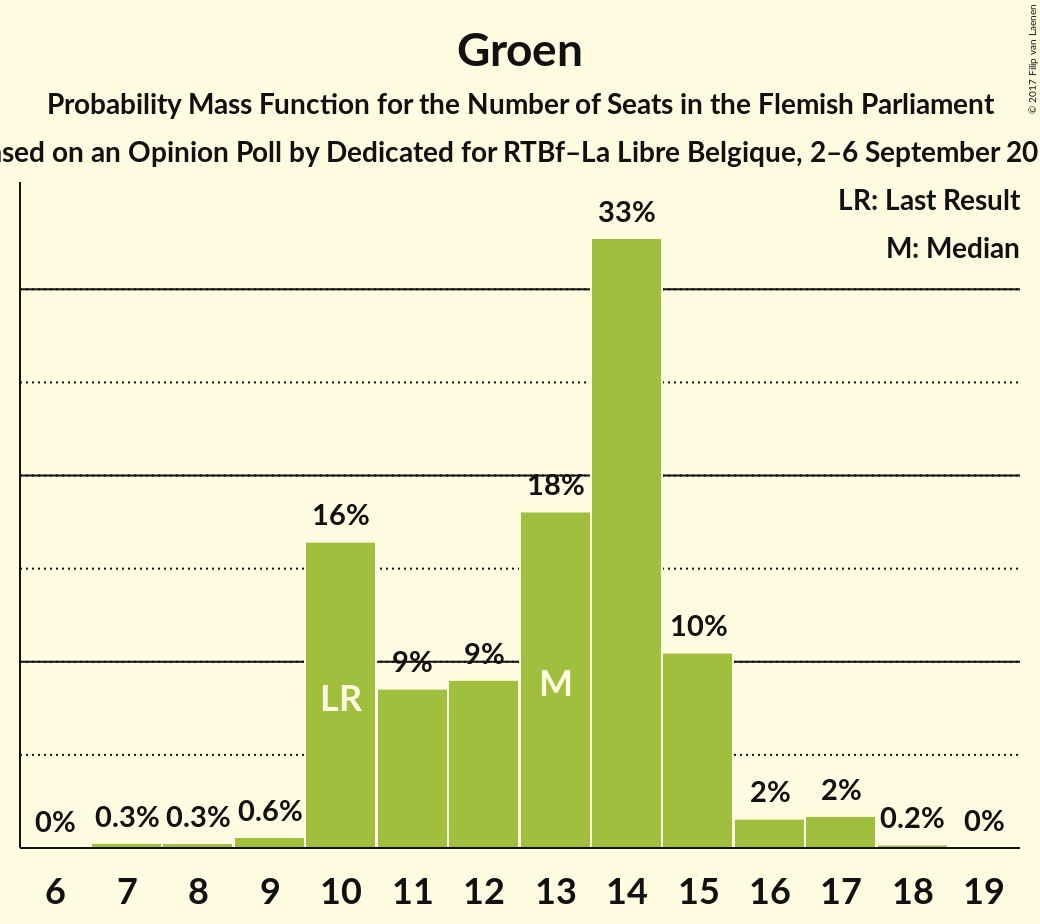 Groen
Probability Mass Function for the Number of Seats in the Flemish Parliament
ased on an Opinion Poll by Dedicated for RTBf–La Libre Belgique, 2–6 September 20
© 2017 Filip van Laenen
LR: Last Result
M: Median
33%
18%
16%
10%
9%
9%
LR
M
2%
2%
0%
0.3%
0.3%
0.6%
0.2%
0%
6 7 8 9 10 11 12 13 14 15 16 17 18 19